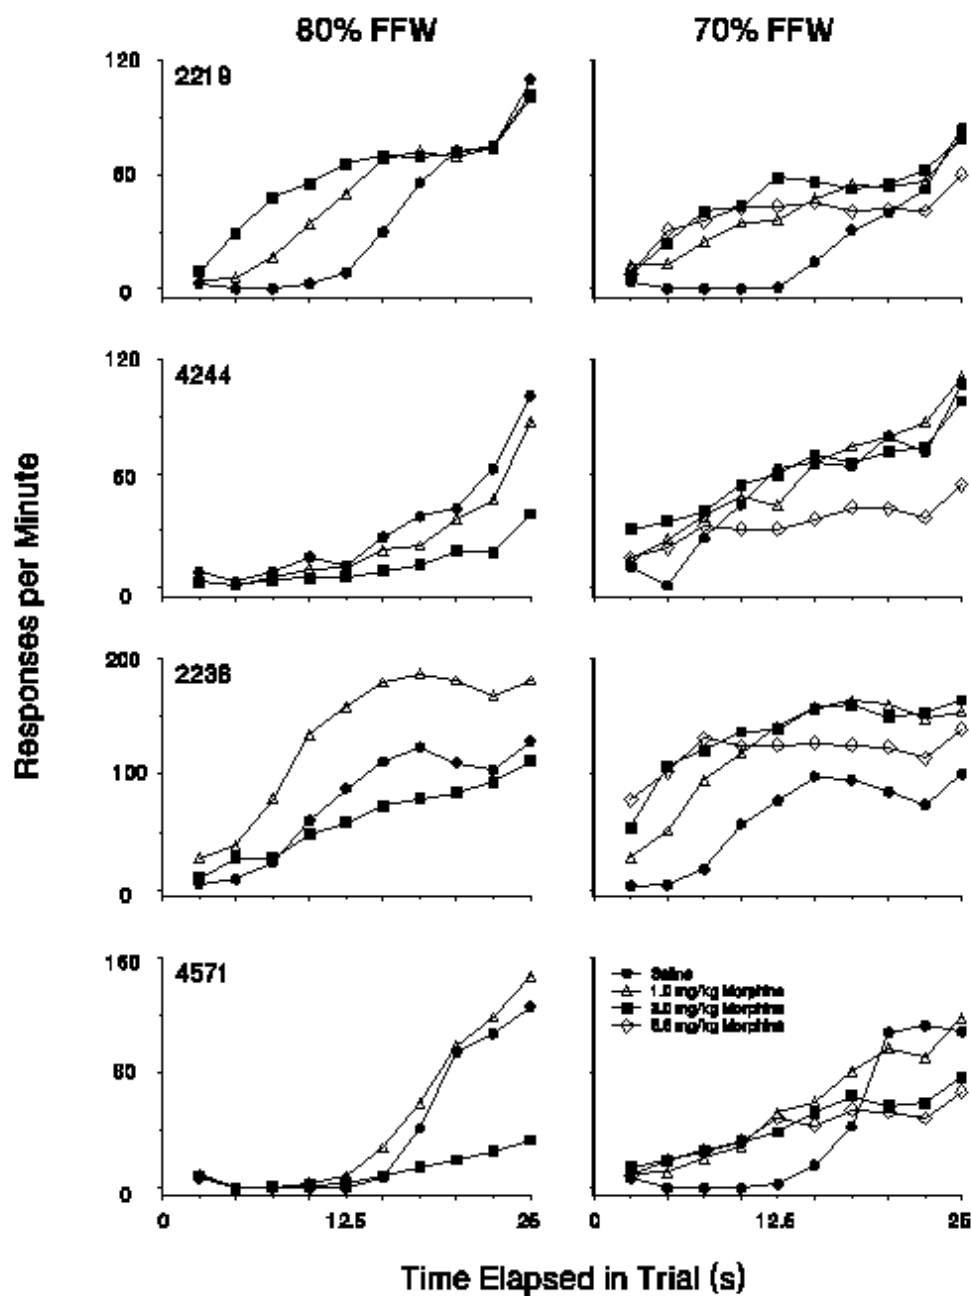 80% FFW
70% FFW
120
2219
60
0
120
4244
60
0
Responses per Minute
200
2236
100
0
160
4571
Saline
1.0 mg/kg Morphine
3.0 mg/kg Morphine
5.6 mg/kg Morphine
80
0
0
12.5
25
0
12.5
25
Time Elapsed in Trial (s)